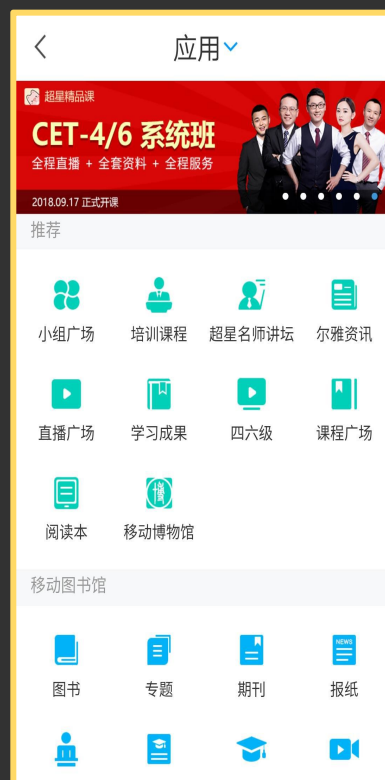 应用
超星精品课
CET-4/6 系统班
全程直播 + 全套资料 + 全程服务
2018.09.17 正式开课
推荐
小组广场 培训课程 超星名师讲坛 尔雅资讯
直播广场 学习成果 四六级 课程广场
博
阅读本 移动博物馆
移动图书馆
NEWS
图书 专题 期刊 报纸